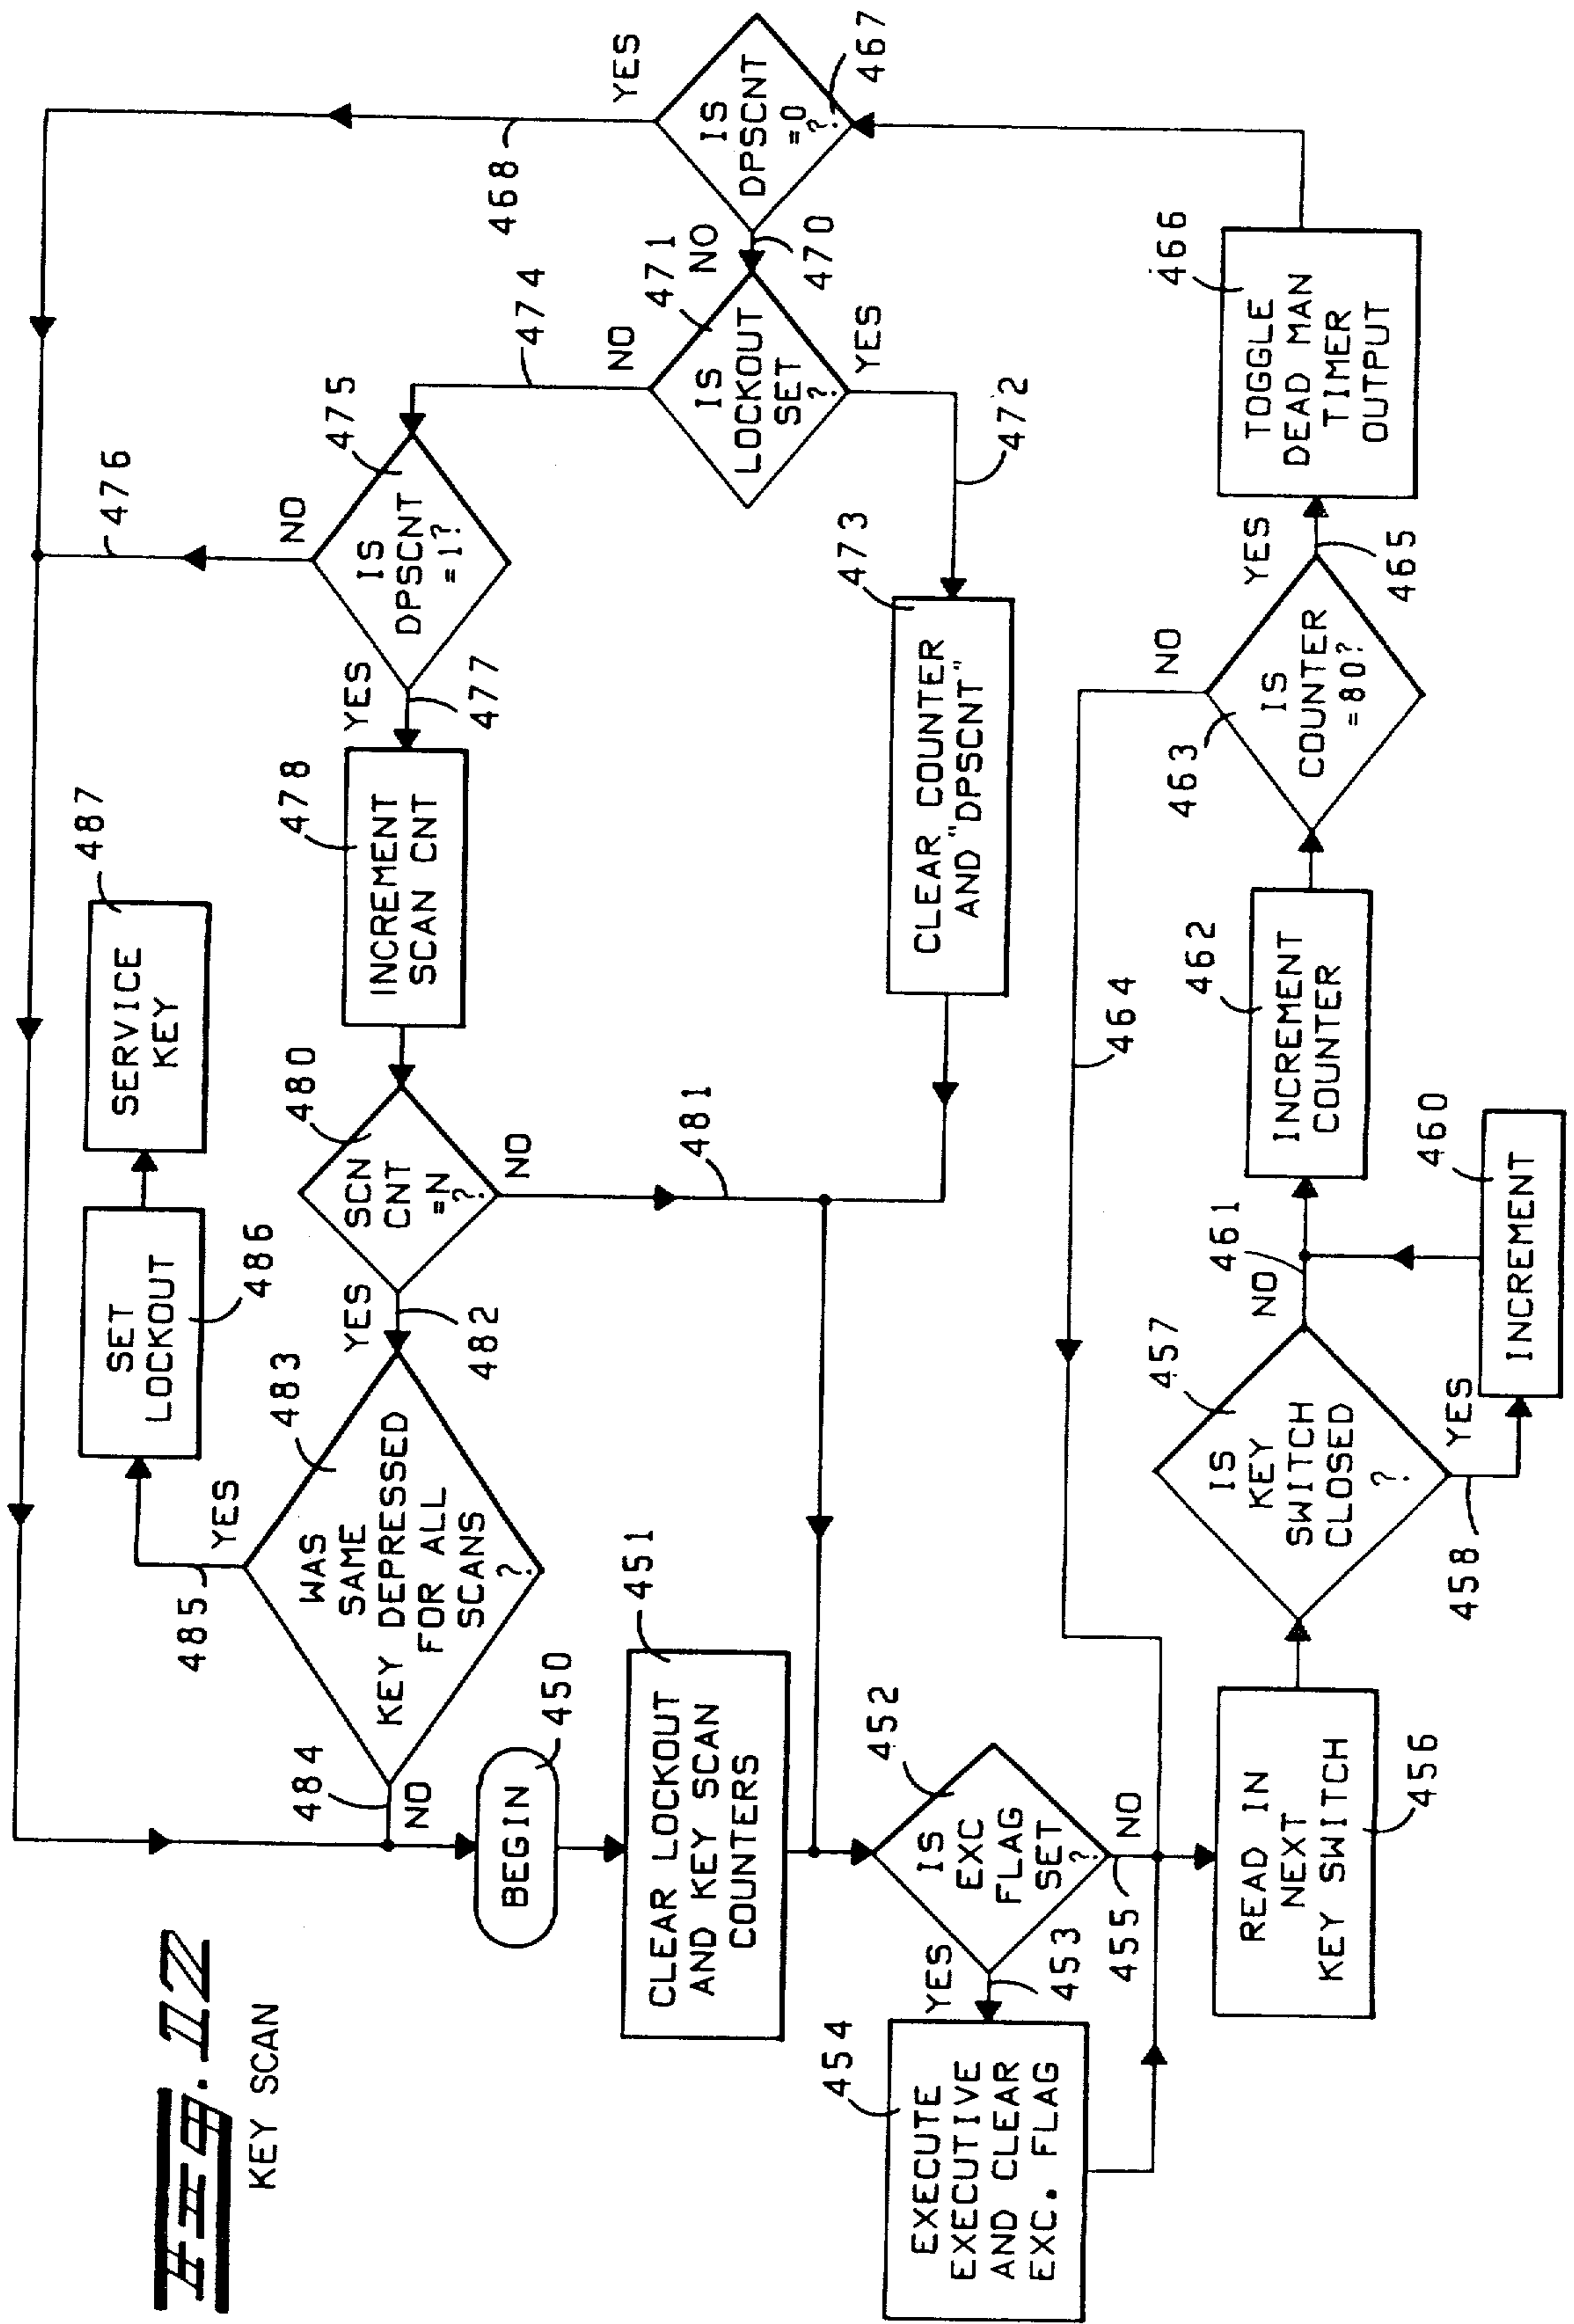 Fig. 11
KEY SCAN
450
BEGIN
451
CLEAR LOCKOUT
AND KEY SCAN
COUNTERS
452
IS
EXC
FLAG
SET
?
YES
453
454
EXECUTE
EXECUTIVE
AND CLEAR
EXC. FLAG
NO
455
READ IN
NEXT
KEY SWITCH
456
457
IS
KEY
SWITCH
CLOSED
?
YES
458
460
INCREMENT
NO
461
462
INCREMENT
COUNTER
463
IS
COUNTER
=80?
NO
464
YES
465
466
TOGGLE
DEAD MAN
TIMER
OUTPUT
467
IS
DPSCNT
=0
?
YES
468
NO
470
471
IS
LOCKOUT
SET
?
YES
472
473
CLEAR COUNTER
AND "DPSCNT"
NO
474
475
IS
DPSCNT
=1?
NO
476
YES
477
478
INCREMENT
SCAN CNT
480
SCN
CNT
=N
?
NO
481
YES
482
483
WAS
SAME
KEY DEPRESSED
FOR ALL
SCANS
?
NO
484
YES
485
SET
LOCKOUT
486
487
SERVICE
KEY